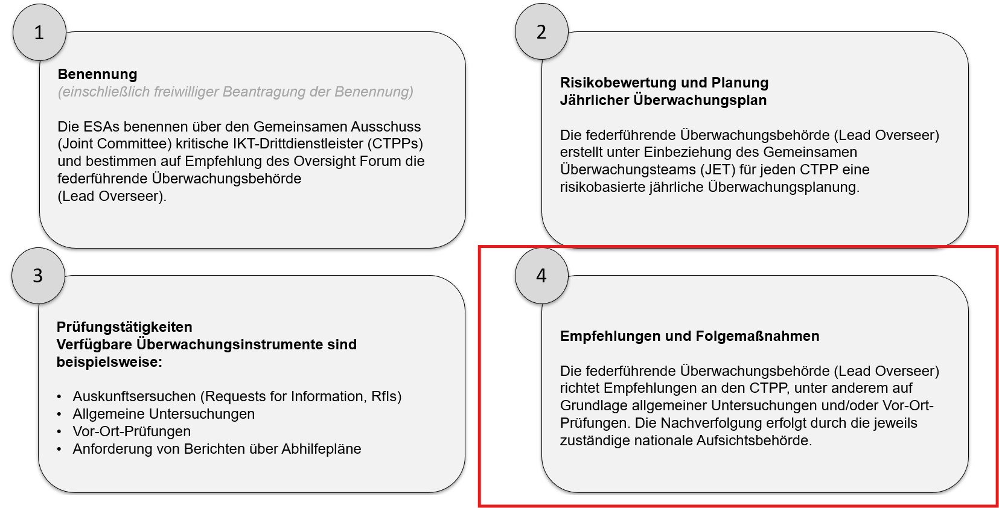 1
Benennung
(einschließlich freiwilliger Beantragung der Benennung)
Die ESAs benennen über den Gemeinsamen Ausschuss
(Joint Committee) kritische IKT-Drittdienstleister (CTPPs)
und bestimmen auf Empfehlung des Oversight Forum die
federführende Überwachungsbehörde
(Lead Overseer).
2
Risikobewertung und Planung
Jährlicher Überwachungsplan
Die federführende Überwachungsbehörde (Lead Overseer)
erstellt unter Einbeziehung des Gemeinsamen
Überwachungsteams (JET) für jeden CTPP eine
risikobasierte jährliche Überwachungsplanung.
3
Prüfungstätigkeiten
Verfügbare Überwachungsinstrumente sind
beispielsweise:
• Auskunftsersuchen (Requests for Information, RfIs)
• Allgemeine Untersuchungen
• Vor-Ort-Prüfungen
• Anforderung von Berichten über Abhilfepläne
4
Empfehlungen und Folgemaßnahmen
Die federführende Überwachungsbehörde (Lead Overseer)
richtet Empfehlungen an den CTPP, unter anderem auf
Grundlage allgemeiner Untersuchungen und/oder Vor-Ort-
Prüfungen. Die Nachverfolgung erfolgt durch die jeweils
zuständige nationale Aufsichtsbehörde.